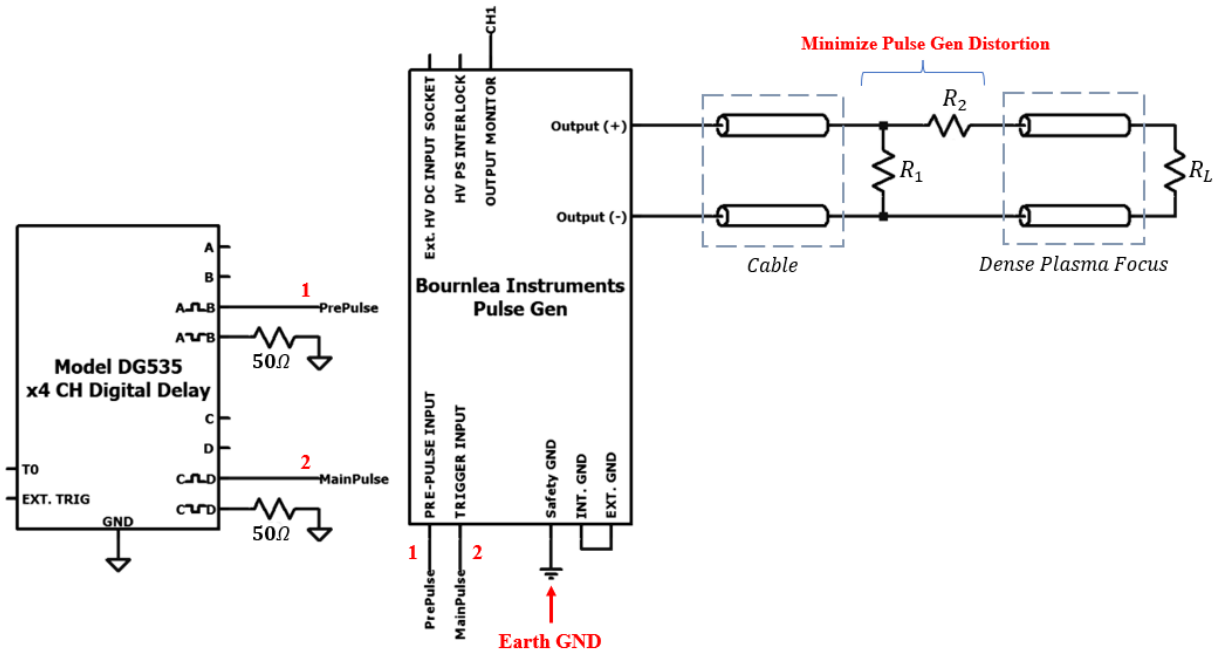 Minimize Pulse Gen Distortion
Ext. HV DC INPUT SOCKET
HV PS INTERLOCK
OUTPUT MONITOR
CH1
Output (+)
Output (-)
R₂
R₁
R_L
Cable
Dense Plasma Focus
Bournlea Instruments
Pulse Gen
A
B
A B
1
PrePulse
A B
50Ω
Model DG535
x4 CH Digital Delay
C
D
C D
2
MainPulse
C D
50Ω
T0
EXT. TRIG
GND
PRE-PULSE INPUT
TRIGGER INPUT
Safety GND
INT. GND
EXT. GND
1
2
PrePulse
MainPulse
Earth GND